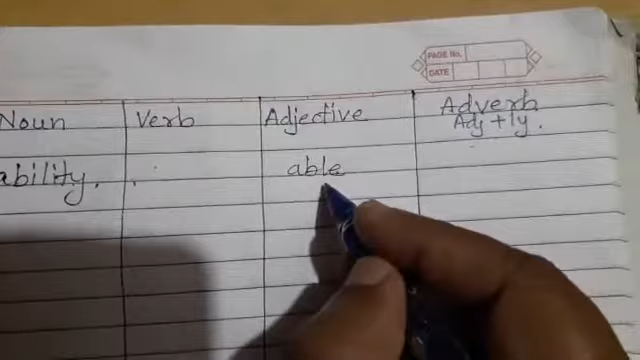 PAGE No.
DATE
Noun Verb Adjective Adverb
Adj + ly.
ability. able